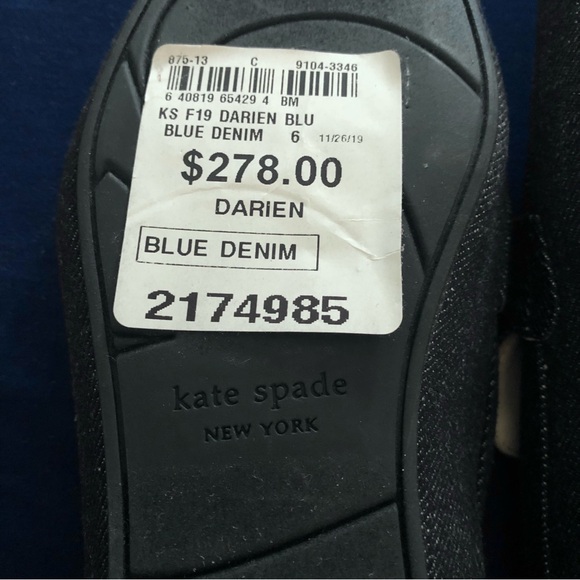 875-13 C 9104-3346
6 40819 65429 4 BM
KS F19 DARIEN BLU
BLUE DENIM 6 11/26/19
$278.00
DARIEN
BLUE DENIM
2174985
kate spade
NEW YORK